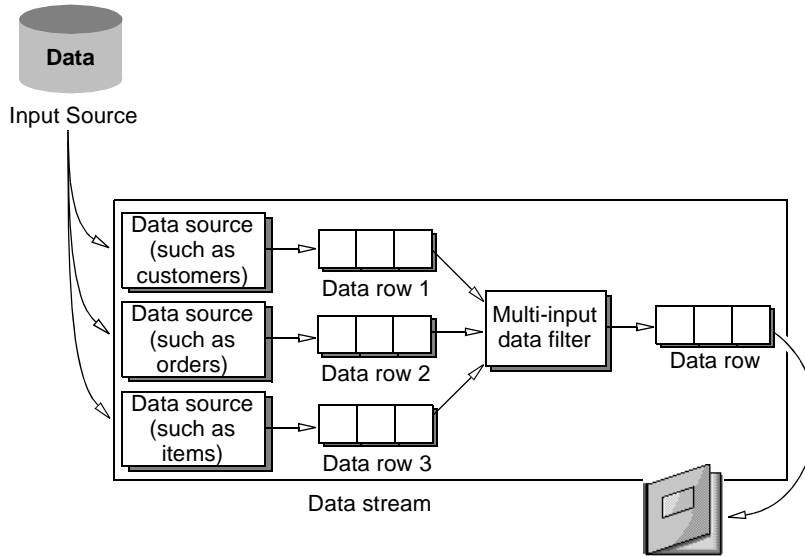 Data
Input Source
Data source
(such as
customers)
Data row 1
Data source
(such as
orders)
Data row 2
Data source
(such as
items)
Data row 3
Multi-input
data filter
Data row
Data stream